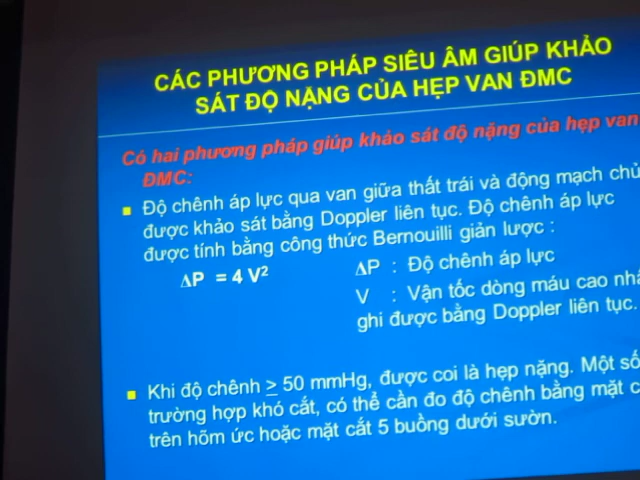 CÁC PHƯƠNG PHÁP SIÊU ÂM GIÚP KHẢO
SÁT ĐỘ NẶNG CỦA HẸP VAN ĐMC
Có hai phương pháp giúp khảo sát độ nặng của hẹp van
ĐMC:
Độ chênh áp lực qua van giữa thất trái và động mạch chủ
được khảo sát bằng Doppler liên tục. Độ chênh áp lực
được tính bằng công thức Bernouilli giản lược :
ΔP = 4 V²
ΔP : Độ chênh áp lực
V : Vận tốc dòng máu cao
ghi được bằng Doppler liên tục.
Khi độ chênh ≥ 50 mmHg, được coi là hẹp nặng. Một số
trường hợp khó cắt, có thể cần đo độ chênh bằng mặt
trên hõm ức hoặc mặt cắt 5 buồng dưới sườn.